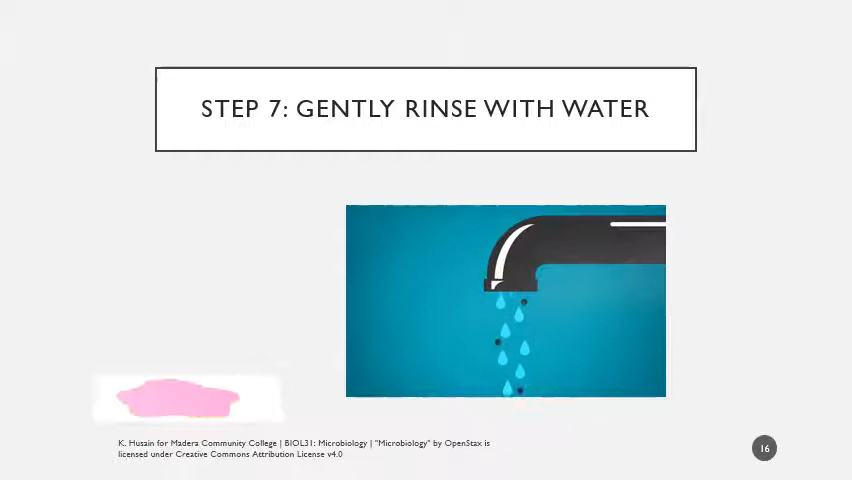 STEP 7: GENTLY RINSE WITH WATER
K. Husain for Madera Community College | BIOL31: Microbiology | "Microbiology" by OpenStax is
licensed under Creative Commons Attribution License v4.0
16